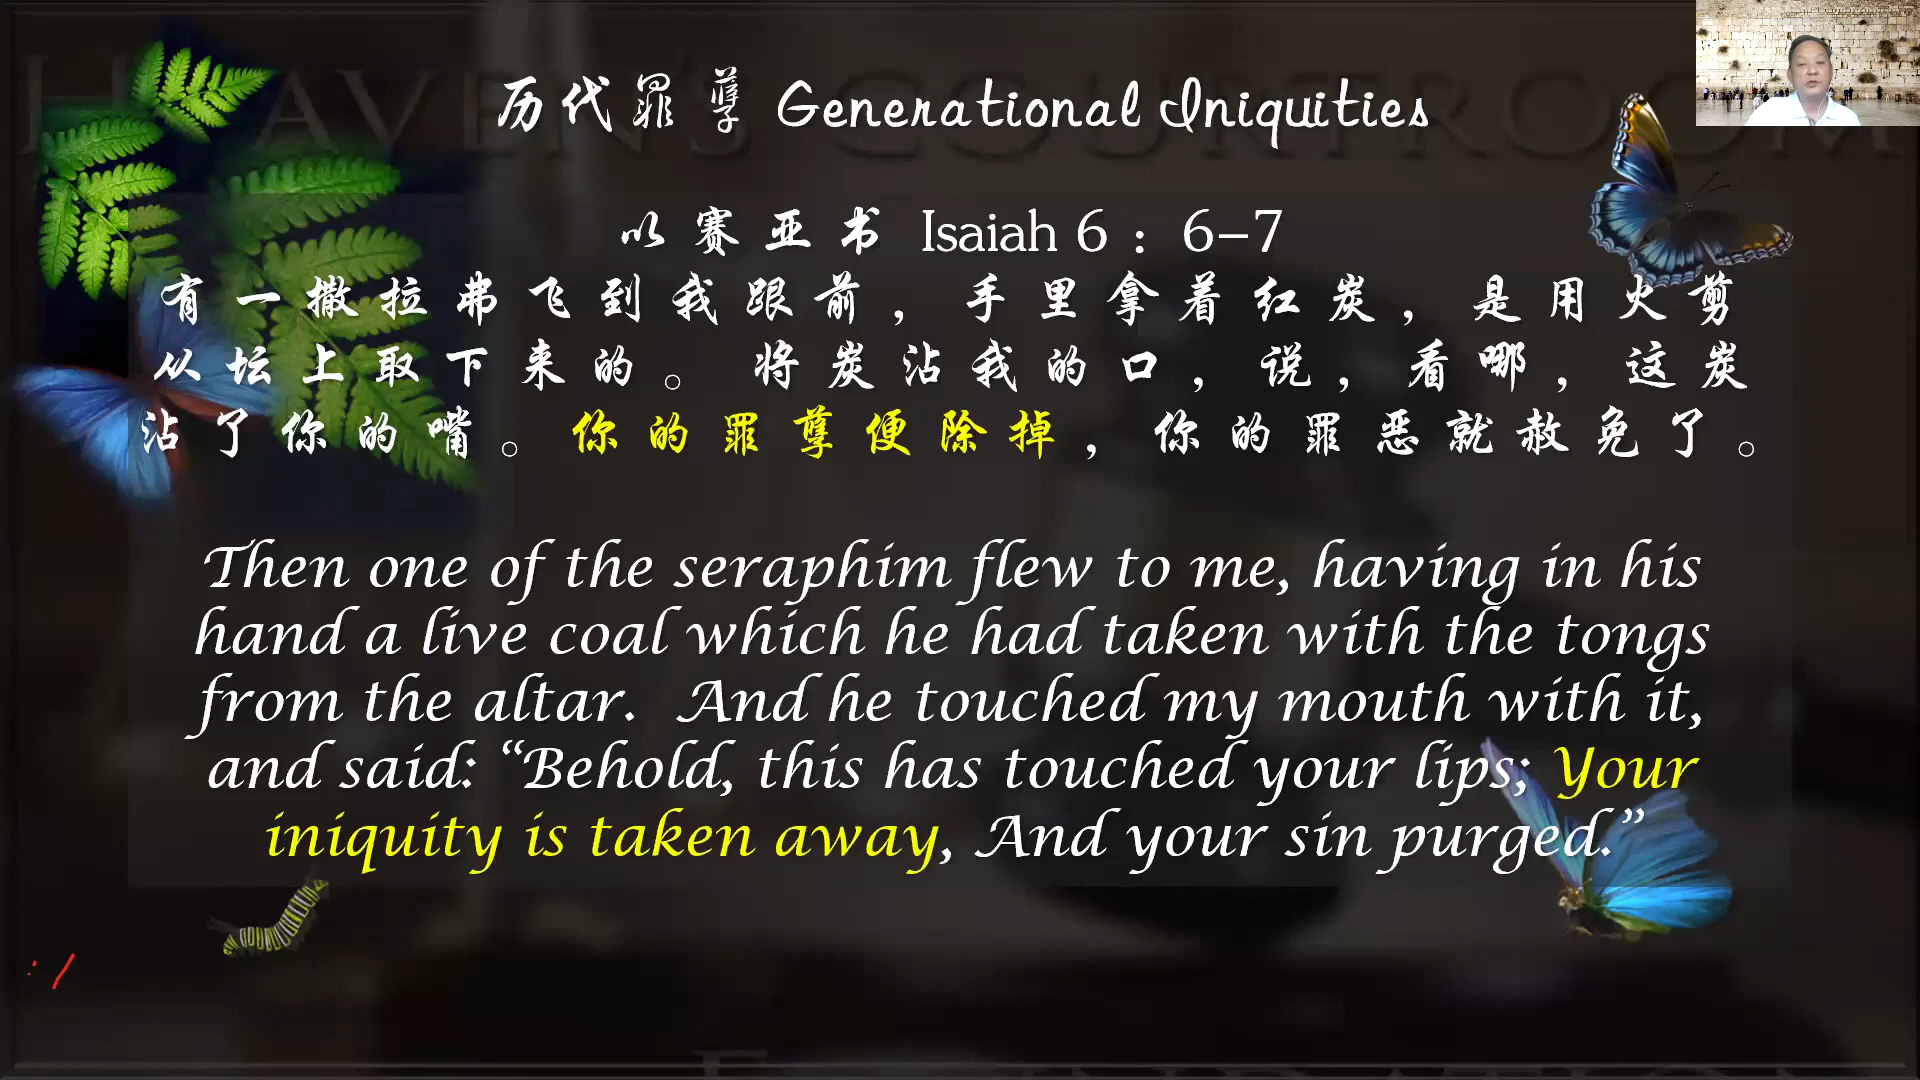 HEAVEN'S COURTROOM
历代罪孽 Generational Iniquities
以赛亚书 Isaiah 6：6-7
有一撒拉弗飞到我跟前，手里拿着红炭，是用火剪
从坛上取下来的。将炭沾我的口，说，看哪，这炭
沾了你的嘴。你的罪孽便除掉，你的罪恶就赦免了。
Then one of the seraphim flew to me, having in his
hand a live coal which he had taken with the tongs
from the altar.  And he touched my mouth with it,
and said: “Behold, this has touched your lips; Your
iniquity is taken away, And your sin purged.”